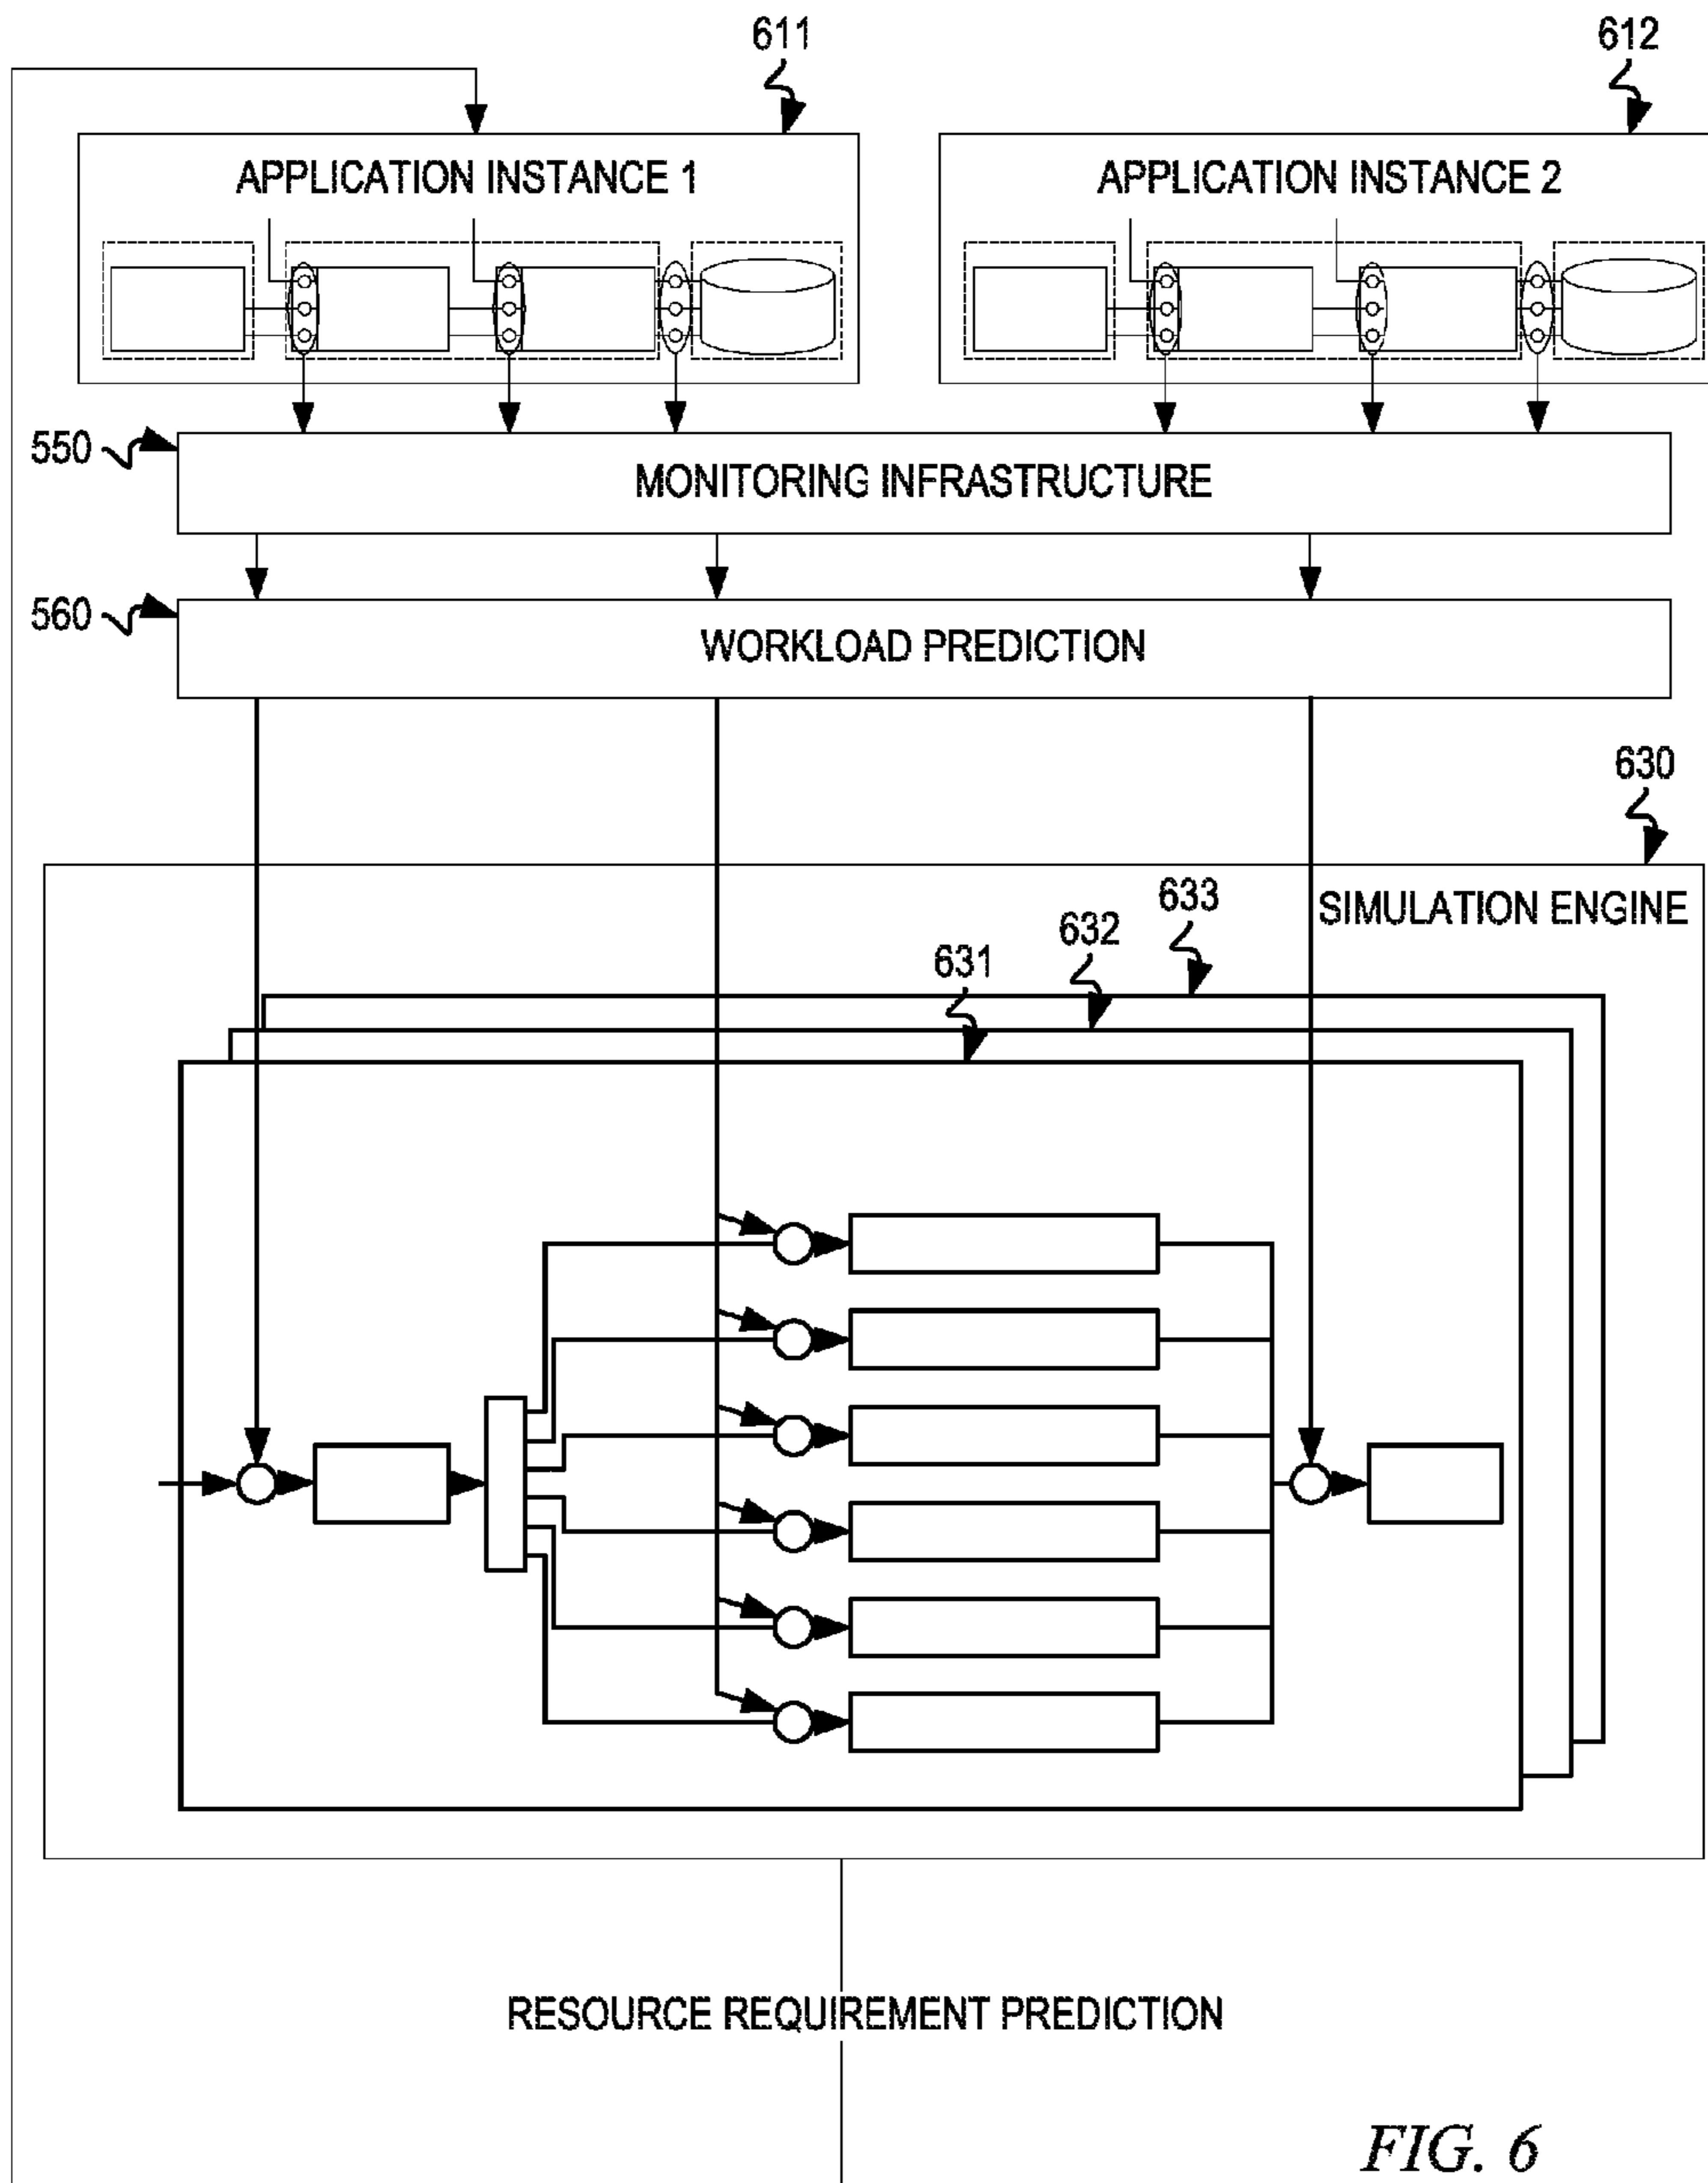 611
612
APPLICATION INSTANCE 1
APPLICATION INSTANCE 2
550
MONITORING INFRASTRUCTURE
560
WORKLOAD PREDICTION
630
SIMULATION ENGINE
633
632
631
RESOURCE REQUIREMENT PREDICTION
FIG. 6